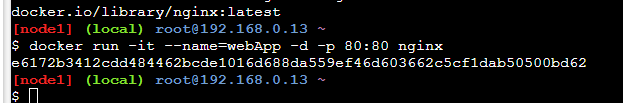 docker.io/library/nginx:latest
[node1] (local) root@192.168.0.13 ~
$ docker run -it --name=webApp -d -p 80:80 nginx
e6172b3412cdd484462bcde1016d688da559ef46d603662c5cf1dab50500bd62
[node1] (local) root@192.168.0.13 ~
$